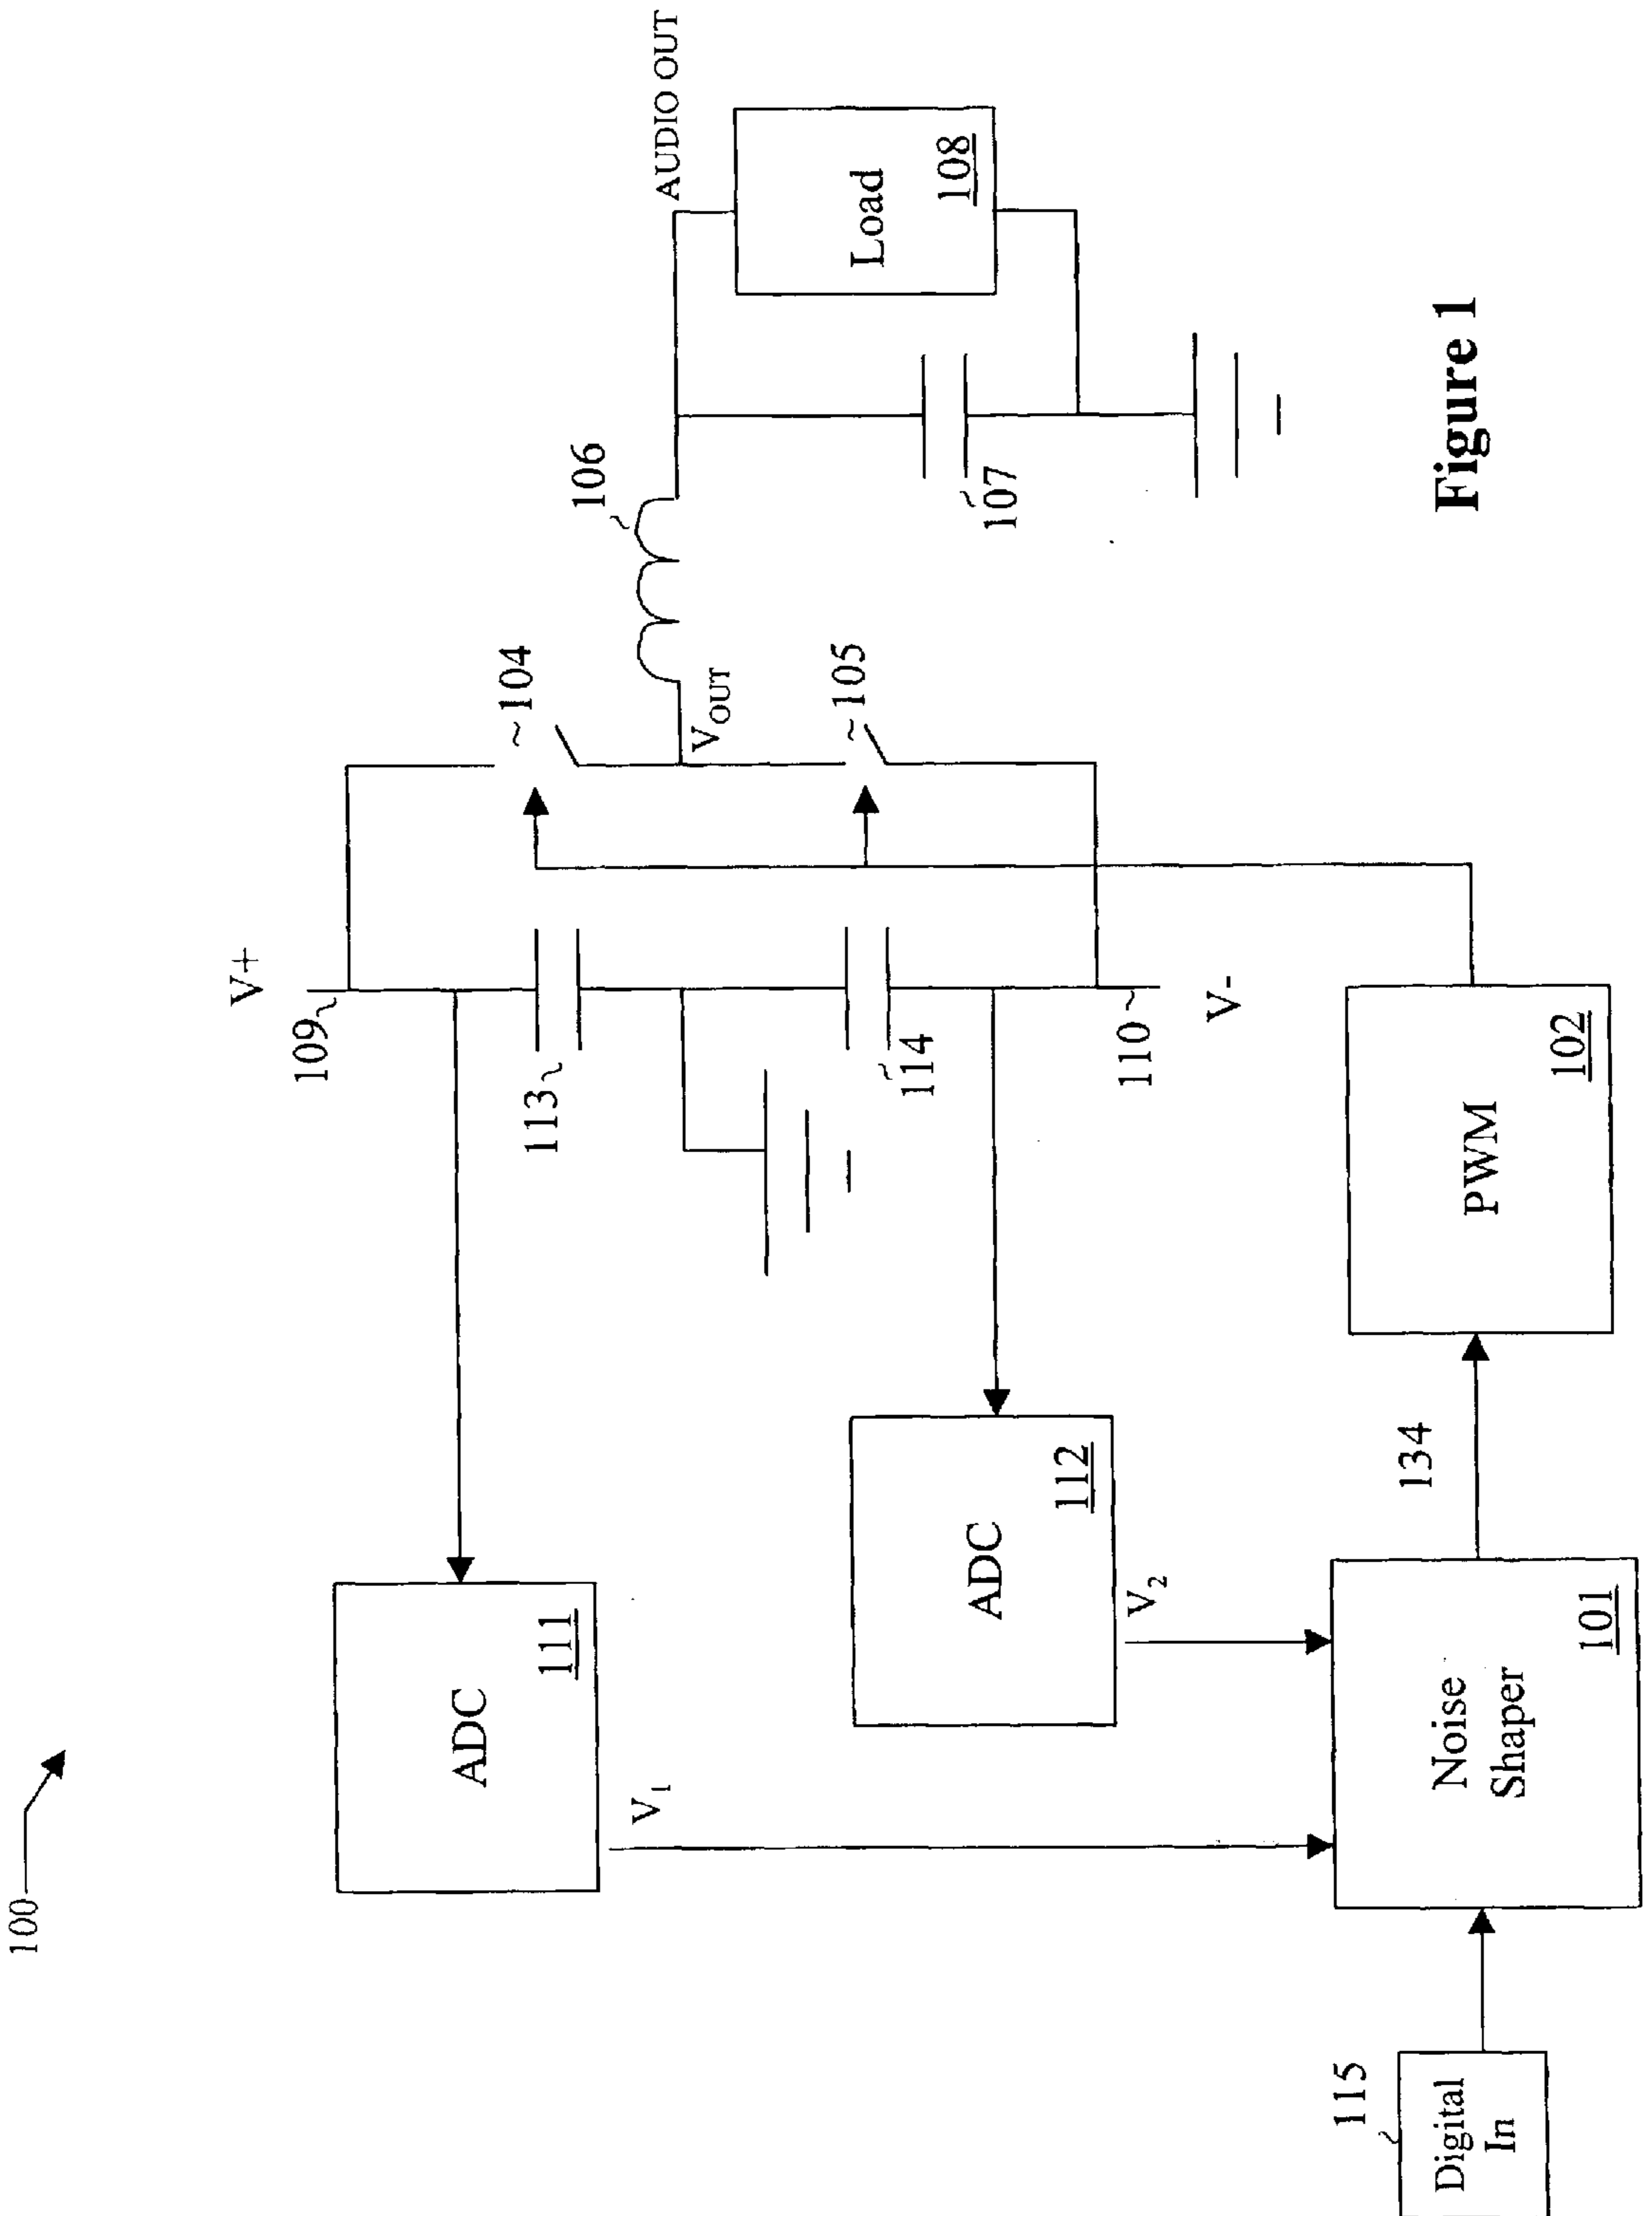 100
Digital
In
115
ADC
111
V1
Noise
Shaper
101
ADC
112
V2
134
PWM
102
V+
109
113
114
110
V-
104
105
VOUT
106
107
AUDIO OUT
Load
108
Figure 1